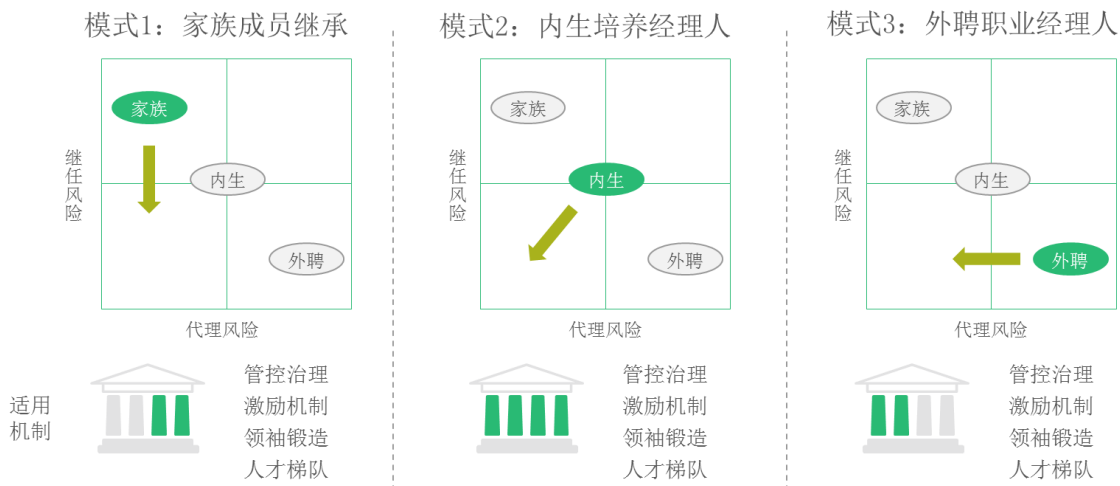 模式1：家族成员继承
家族
内生
外聘
继任风险
代理风险
模式2：内生培养经理人
家族
内生
外聘
继任风险
代理风险
模式3：外聘职业经理人
家族
内生
外聘
继任风险
代理风险
适用
机制
管控治理
激励机制
领袖锻造
人才梯队
管控治理
激励机制
领袖锻造
人才梯队
管控治理
激励机制
领袖锻造
人才梯队